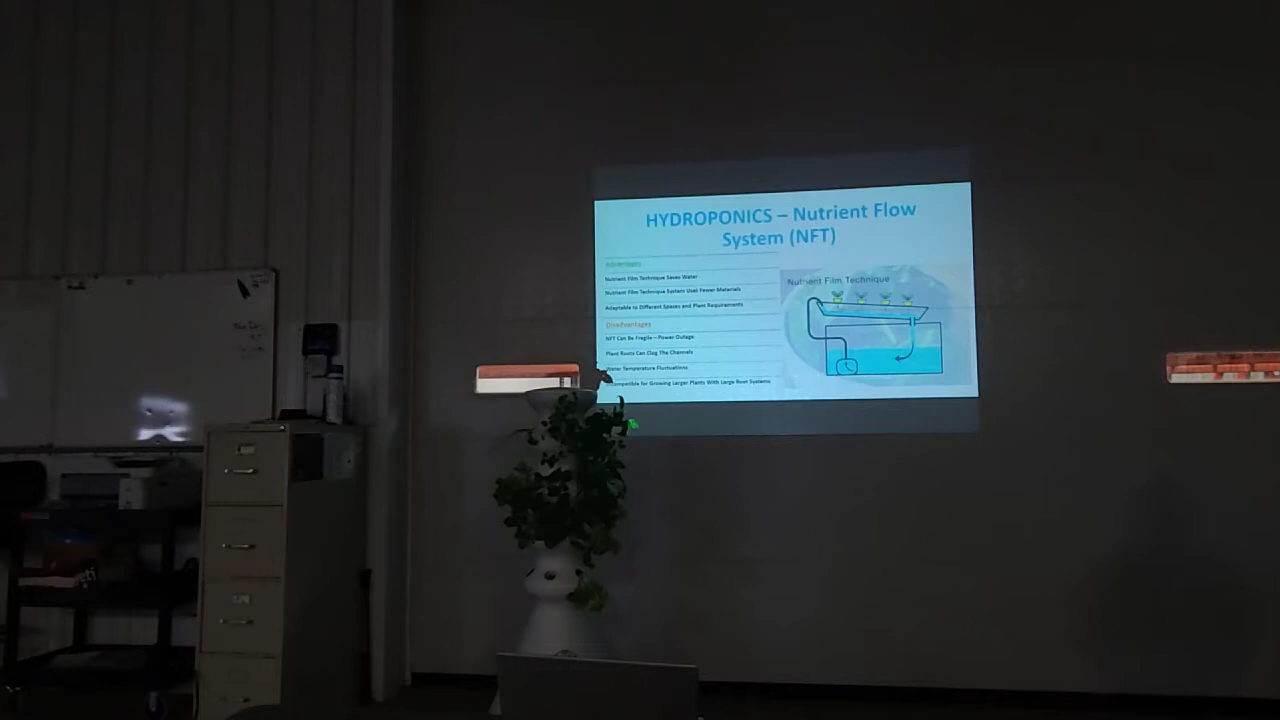 HYDROPONICS – Nutrient Flow
System (NFT)
Advantages
Nutrient Film Technique Saves Water
Nutrient Film Technique System Uses Fewer Materials
Adaptable to Different Spaces and Plant Requirements
Disadvantages
NFT Can Be Fragile – Power Outage
Plant Roots Can Clog The Channels
Water Temperature Fluctuations
Incompatible for Growing Larger Plants With Large Root Systems
Nutrient Film Technique